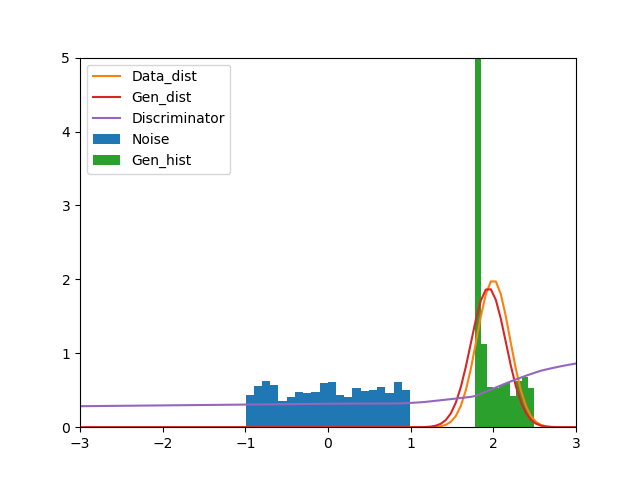 5
4
3
2
1
0
−3
−2
−1
0
1
2
3
Data_dist
Gen_dist
Discriminator
Noise
Gen_hist